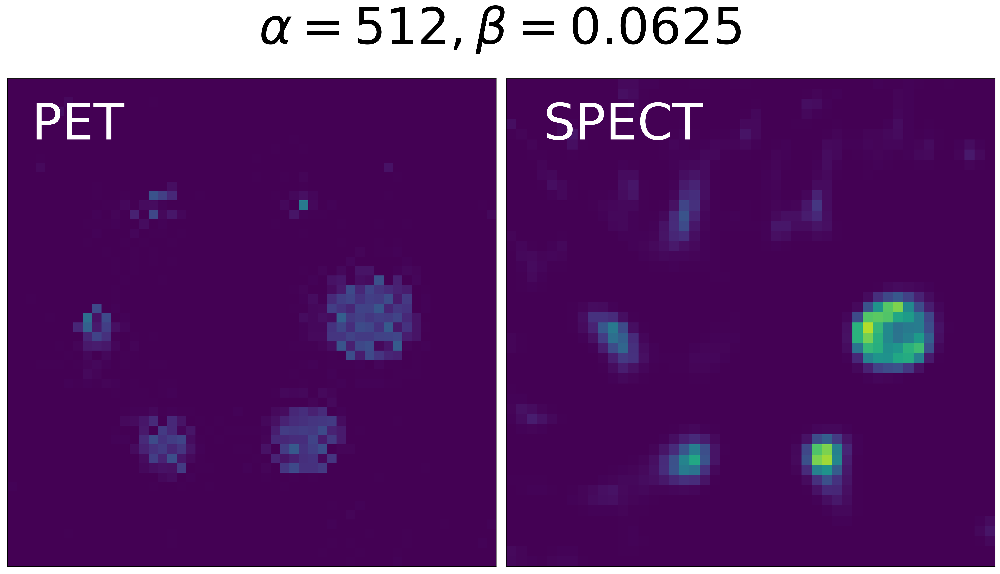 α = 512, β = 0.0625
PET
SPECT